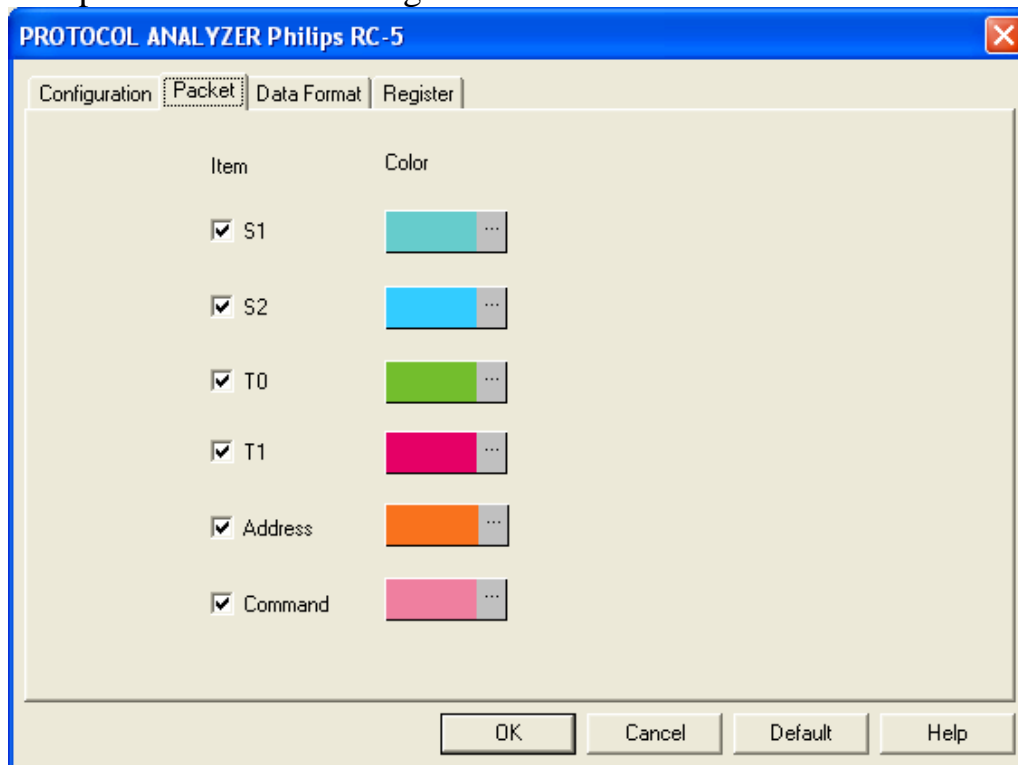 PROTOCOL ANALYZER Philips RC-5
Configuration Packet Data Format Register
Item Color
S1 ...
S2 ...
T0 ...
T1 ...
Address ...
Command ...
OK Cancel Default Help